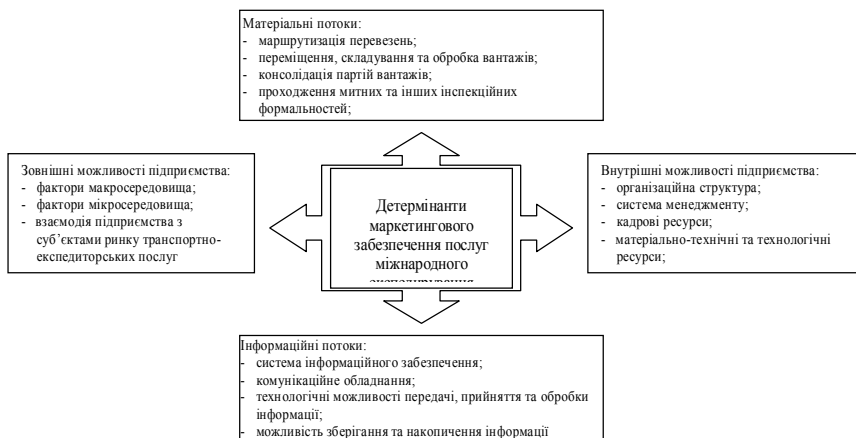 Матеріальні потоки:
- маршрутизація перевезень;
- переміщення, складування та обробка вантажів;
- консолідація партій вантажів;
- проходження митних та інших інспекційних
формальностей;
Зовнішні можливості підприємства:
- фактори макросередовища;
- фактори мікросередовища;
- взаємодія підприємства з
суб’єктами ринку транспортно-
експедиторських послуг
Детермінанти
маркетингового
забезпечення послуг
міжнародного
Внутрішні можливості підприємства:
- організаційна структура;
- система менеджменту;
- кадрові ресурси;
- матеріально-технічні та технологічні
ресурси;
Інформаційні потоки:
- система інформаційного забезпечення;
- комунікаційне обладнання;
- технологічні можливості передачі, прийняття та обробки
інформації;
- можливість зберігання та накопичення інформації